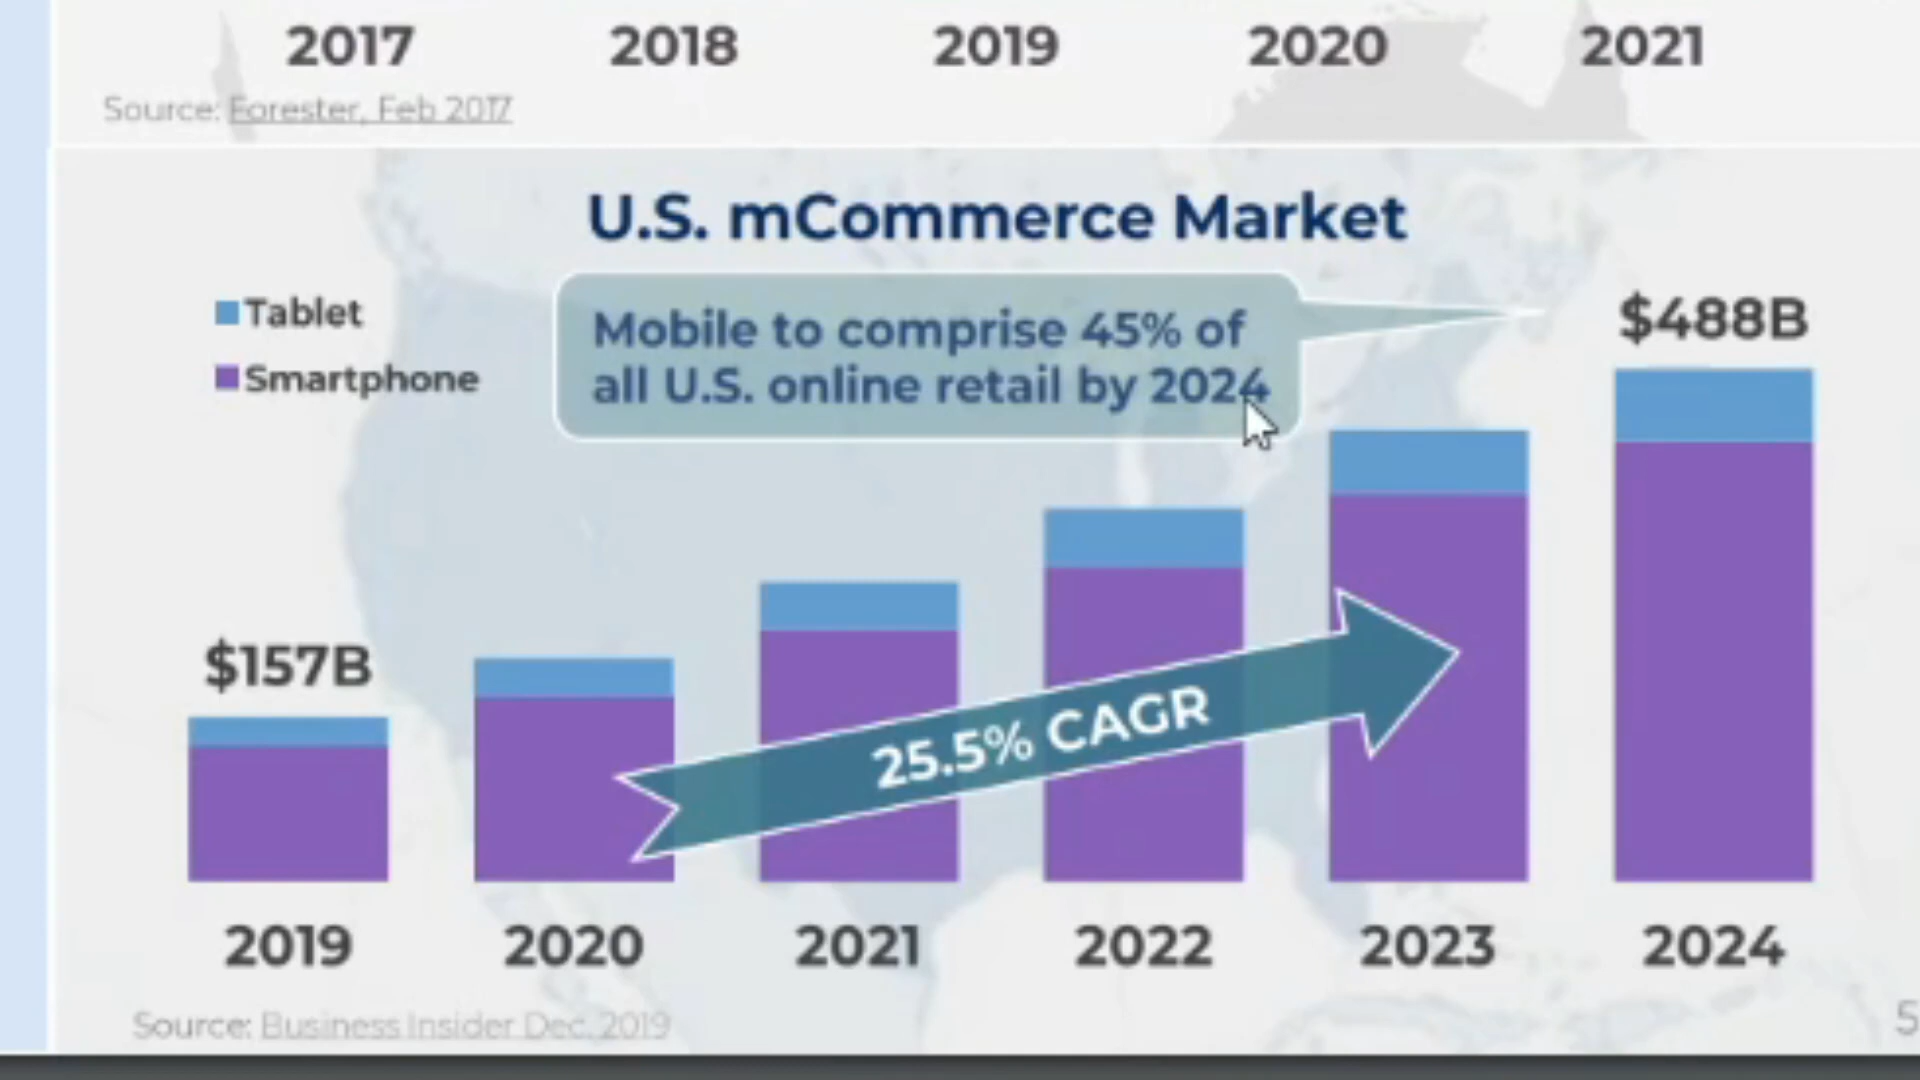 2017 2018 2019 2020 2021
Source: Forester, Feb 2017
U.S. mCommerce Market
Tablet
Smartphone
Mobile to comprise 45% of
all U.S. online retail by 2024
$488B
$157B
25.5% CAGR
2019 2020 2021 2022 2023 2024
Source: Business Insider Dec, 2019
5